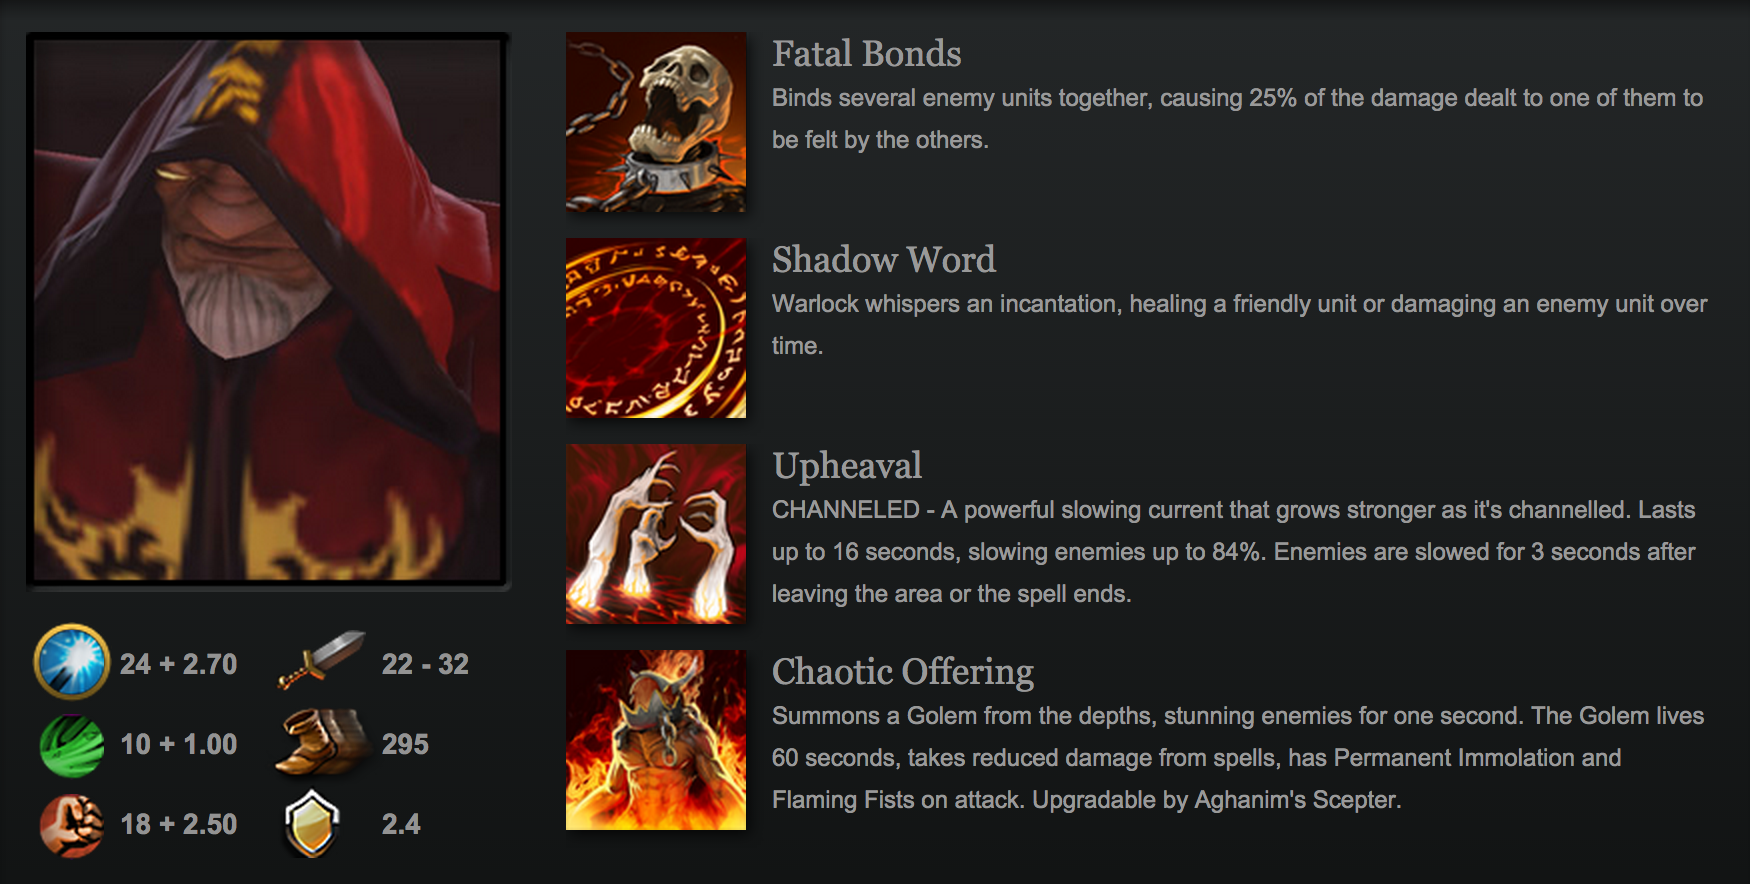 Fatal Bonds
Binds several enemy units together, causing 25% of the damage dealt to one of them to
be felt by the others.
Shadow Word
Warlock whispers an incantation, healing a friendly unit or damaging an enemy unit over
time.
Upheaval
CHANNELED - A powerful slowing current that grows stronger as it's channelled. Lasts
up to 16 seconds, slowing enemies up to 84%. Enemies are slowed for 3 seconds after
leaving the area or the spell ends.
Chaotic Offering
Summons a Golem from the depths, stunning enemies for one second. The Golem lives
60 seconds, takes reduced damage from spells, has Permanent Immolation and
Flaming Fists on attack. Upgradable by Aghanim's Scepter.
24 + 2.70 22 - 32
10 + 1.00 295
18 + 2.50 2.4